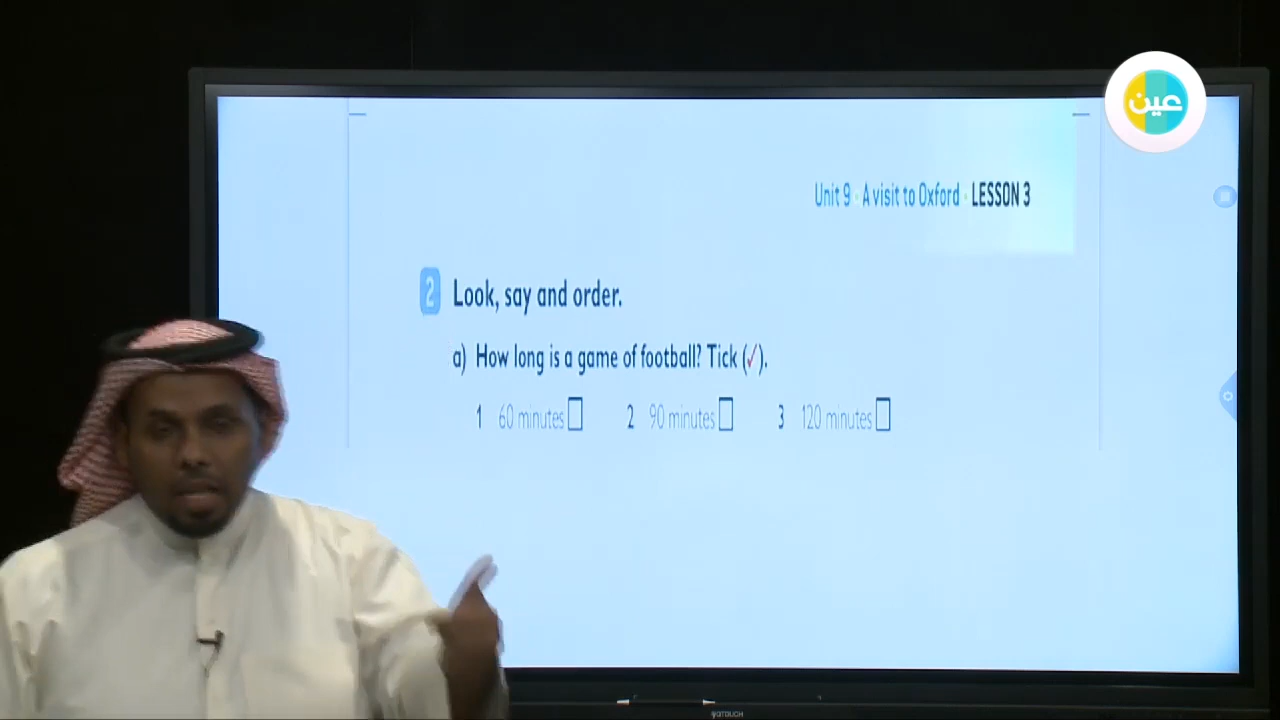 عين
Unit 9 · A visit to Oxford · LESSON 3
2 Look, say and order.
a) How long is a game of football? Tick (✓).
1 60 minutes □ 2 90 minutes □ 3 120 minutes □